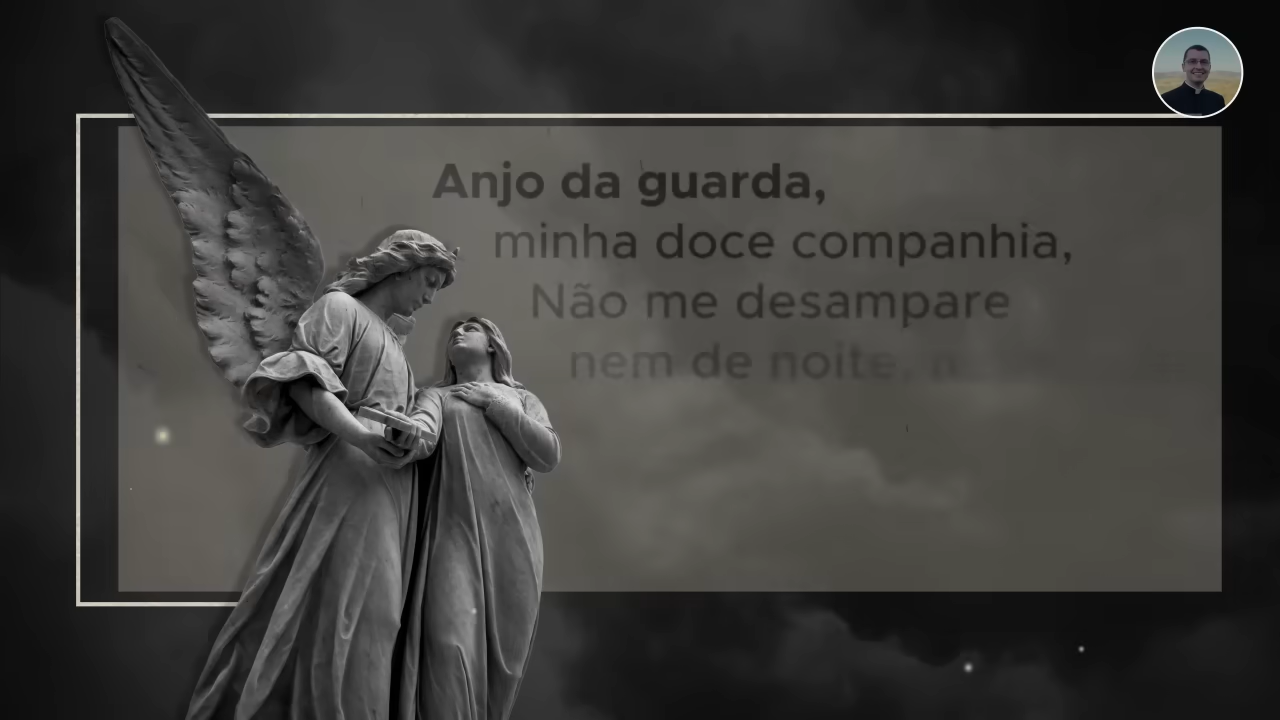 Anjo da guarda,
minha doce companhia,
Não me desampare
nem de noite,